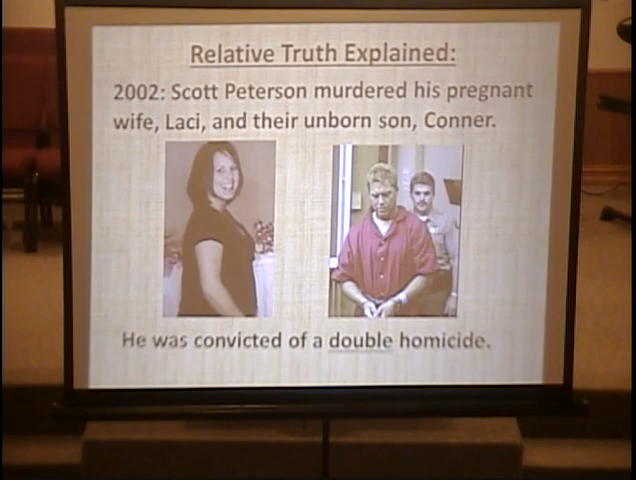 Relative Truth Explained:
2002: Scott Peterson murdered his pregnant
wife, Laci, and their unborn son, Conner.
He was convicted of a double homicide.